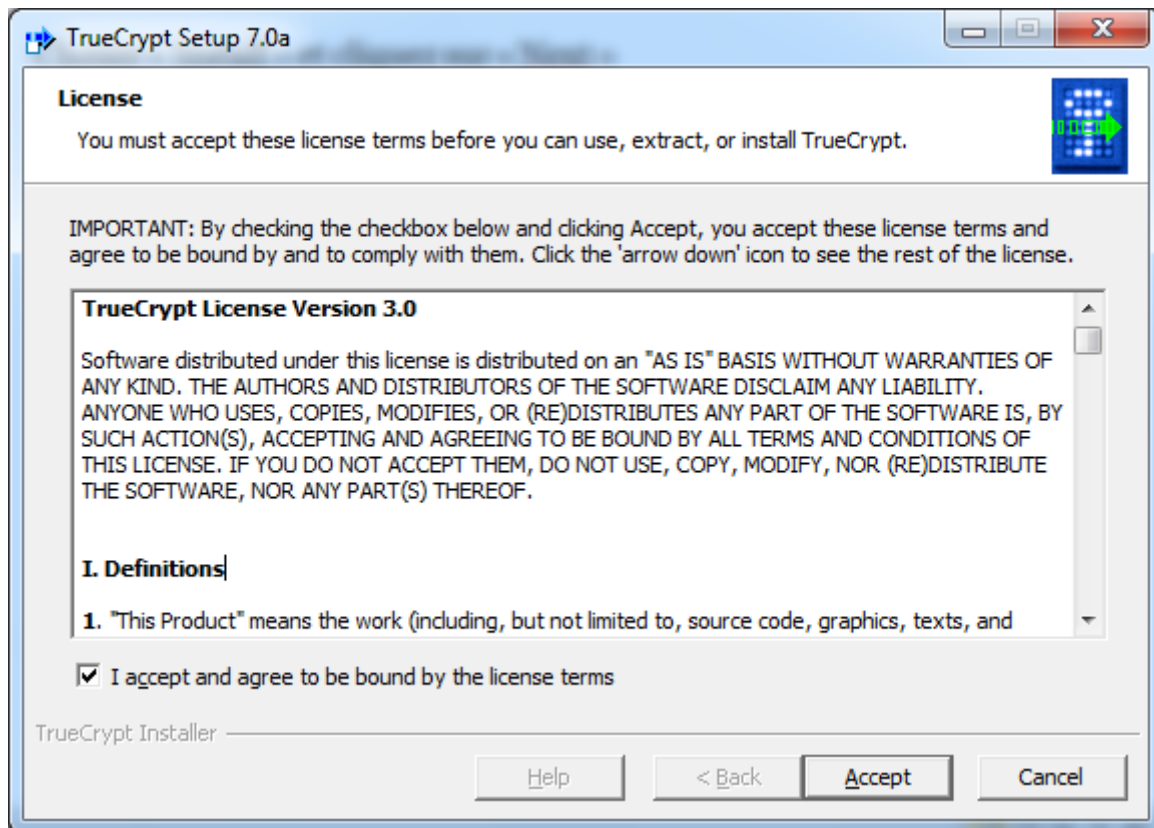 TrueCrypt Setup 7.0a
License
You must accept these license terms before you can use, extract, or install TrueCrypt.
IMPORTANT: By checking the checkbox below and clicking Accept, you accept these license terms and
agree to be bound by and to comply with them. Click the 'arrow down' icon to see the rest of the license.
TrueCrypt License Version 3.0
Software distributed under this license is distributed on an "AS IS" BASIS WITHOUT WARRANTIES OF
ANY KIND. THE AUTHORS AND DISTRIBUTORS OF THE SOFTWARE DISCLAIM ANY LIABILITY.
ANYONE WHO USES, COPIES, MODIFIES, OR (RE)DISTRIBUTES ANY PART OF THE SOFTWARE IS, BY
SUCH ACTION(S), ACCEPTING AND AGREEING TO BE BOUND BY ALL TERMS AND CONDITIONS OF
THIS LICENSE. IF YOU DO NOT ACCEPT THEM, DO NOT USE, COPY, MODIFY, NOR (RE)DISTRIBUTE
THE SOFTWARE, NOR ANY PART(S) THEREOF.
I. Definitions
1. "This Product" means the work (including, but not limited to, source code, graphics, texts, and
I accept and agree to be bound by the license terms
TrueCrypt Installer
Help
< Back
Accept
Cancel